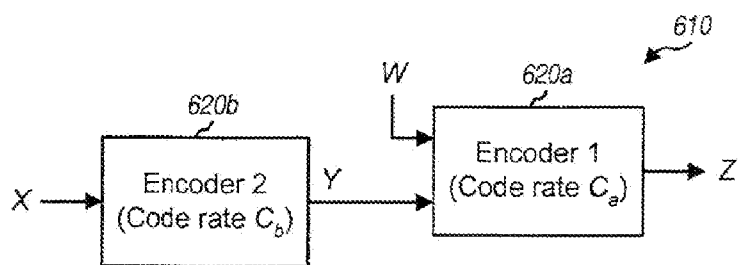 610
W
620a
620b
Encoder 1
(Code rate Ca)
Z
Encoder 2
(Code rate Cb)
X
Y